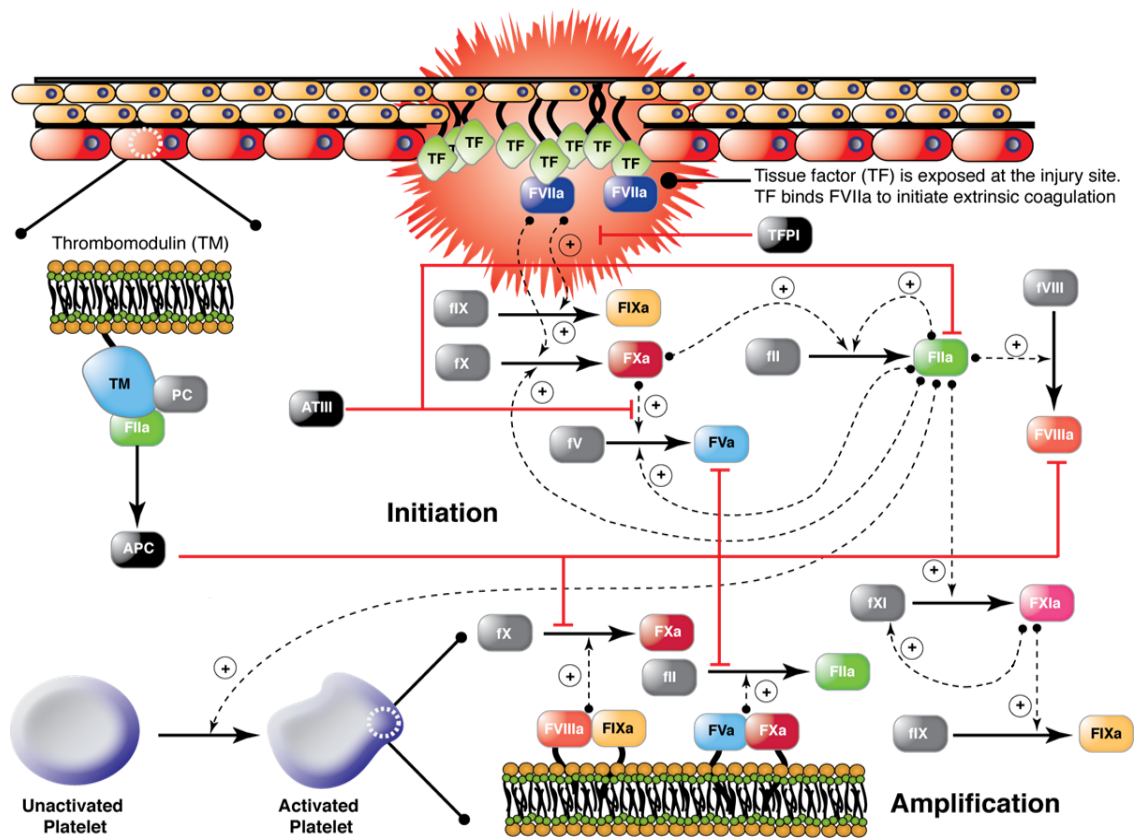 TF
TF
TF
TF
TF
TF
TF
T
FVIIa
FVIIa
Tissue factor (TF) is exposed at the injury site.
TF binds FVIIa to initiate extrinsic coagulation
Thrombomodulin (TM)
TFPI
+
fIX
FIXa
+
+
+
fVIII
fX
FXa
+
fII
FIIa
+
TM
PC
FIIa
ATIII
+
fV
FVa
+
FVIIIa
Initiation
APC
+
fXI
FXIa
+
fX
FXa
+
fII
FIIa
+
+
FVIIIa
FIXa
FVa
FXa
+
fIX
FIXa
Unactivated
Platelet
Activated
Platelet
Amplification